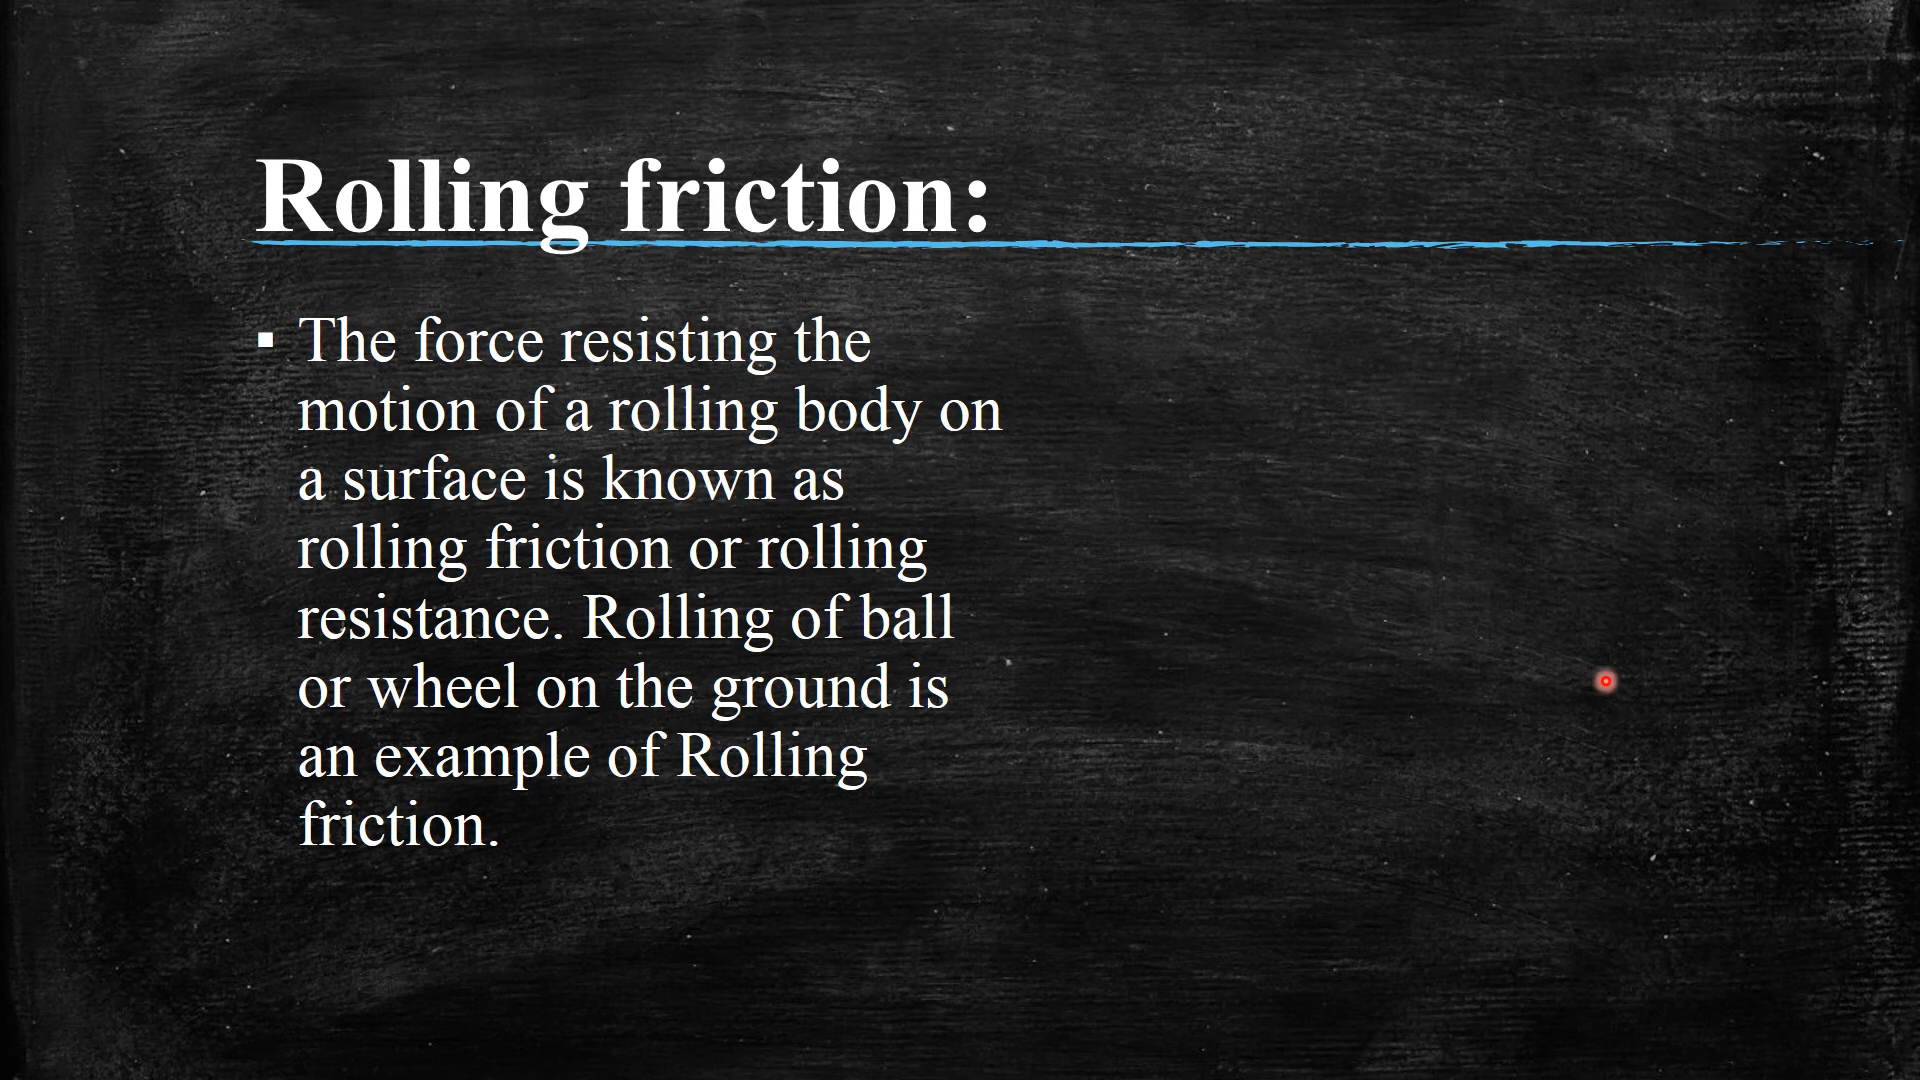 Rolling friction:
▪ The force resisting the
motion of a rolling body on
a surface is known as
rolling friction or rolling
resistance. Rolling of ball
or wheel on the ground is
an example of Rolling
friction.